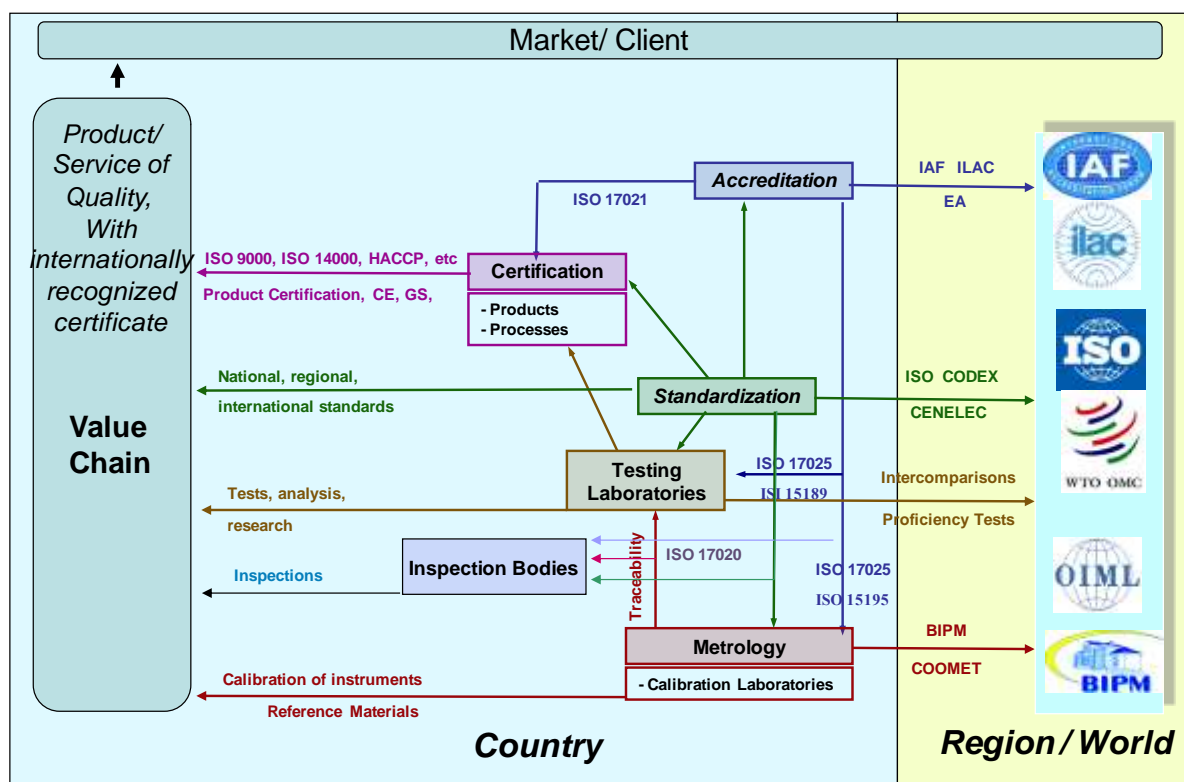 Market/ Client
Product/
Service of
Quality,
With
internationally
recognized
certificate
Value
Chain
Accreditation
IAF ILAC
EA
ISO 17021
ISO 9000, ISO 14000, HACCP, etc
Product Certification, CE, GS,
Certification
- Products
- Processes
National, regional,
international standards
Standardization
ISO CODEX
CENELEC
Testing
Laboratories
ISO 17025
ISI 15189
Intercomparisons
Proficiency Tests
Tests, analysis,
research
Inspection Bodies
ISO 17020
Traceability
Inspections
ISO 17025
ISO 15195
Metrology
- Calibration Laboratories
BIPM
COOMET
Calibration of instruments
Reference Materials
Country
Region / World
IAF
ilac
ISO
WTO OMC
OIML
BIPM